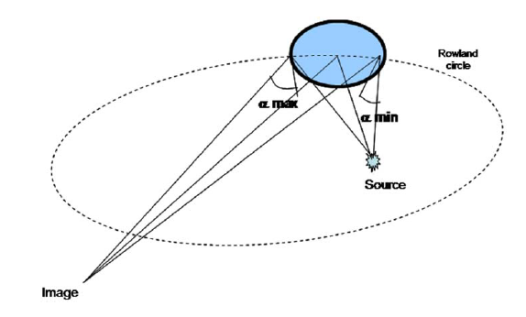 Rowland
circle
α max
α min
Source
Image